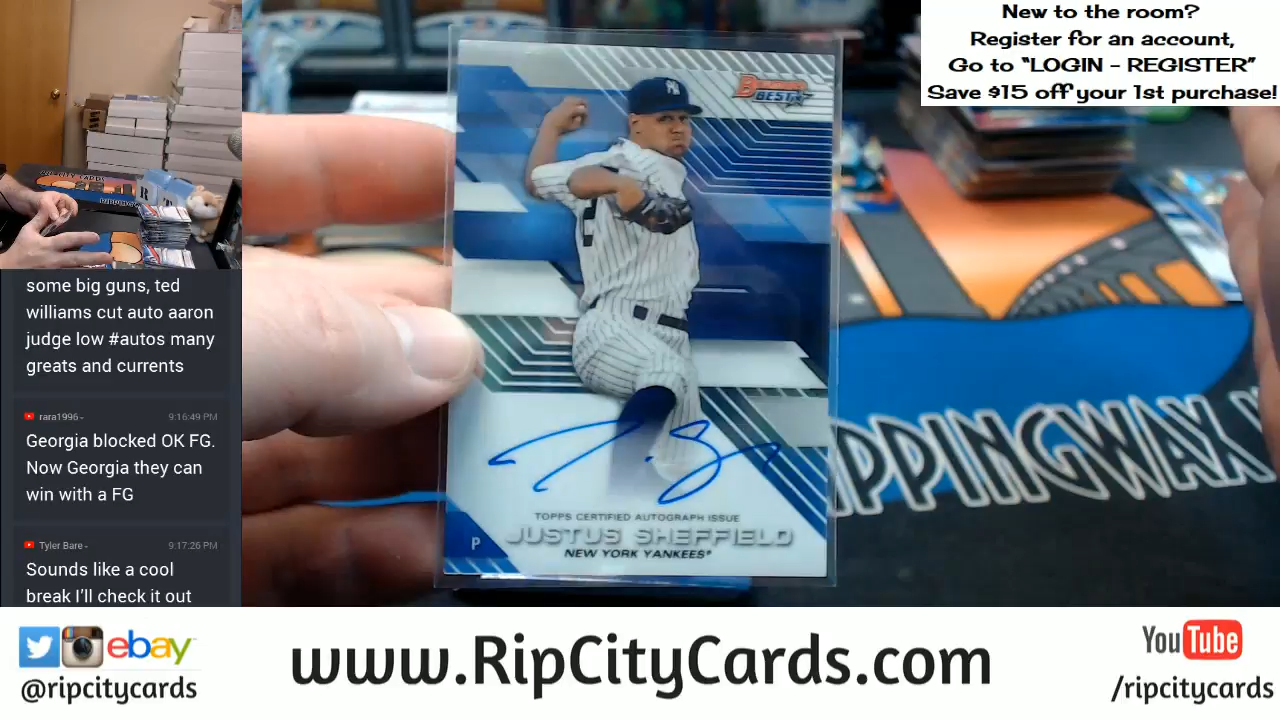 New to the room?
Register for an account,
Go to "LOGIN - REGISTER"
Save $15 off your 1st purchase!
BOWMAN'S
BEST
NY
2
TOPPS CERTIFIED AUTOGRAPH ISSUE
JUSTUS SHEFFIELD
P
NEW YORK YANKEES
IPPINGWAX
some big guns, ted
williams cut auto aaron
judge low #autos many
greats and currents
rara1996
9:16:49 PM
Georgia blocked OK FG.
Now Georgia they can
win with a FG
Tyler Bare
9:17:26 PM
Sounds like a cool
break I'll check it out
ebay
@ripcitycards
www.RipCityCards.com
YouTube
/ripcitycards